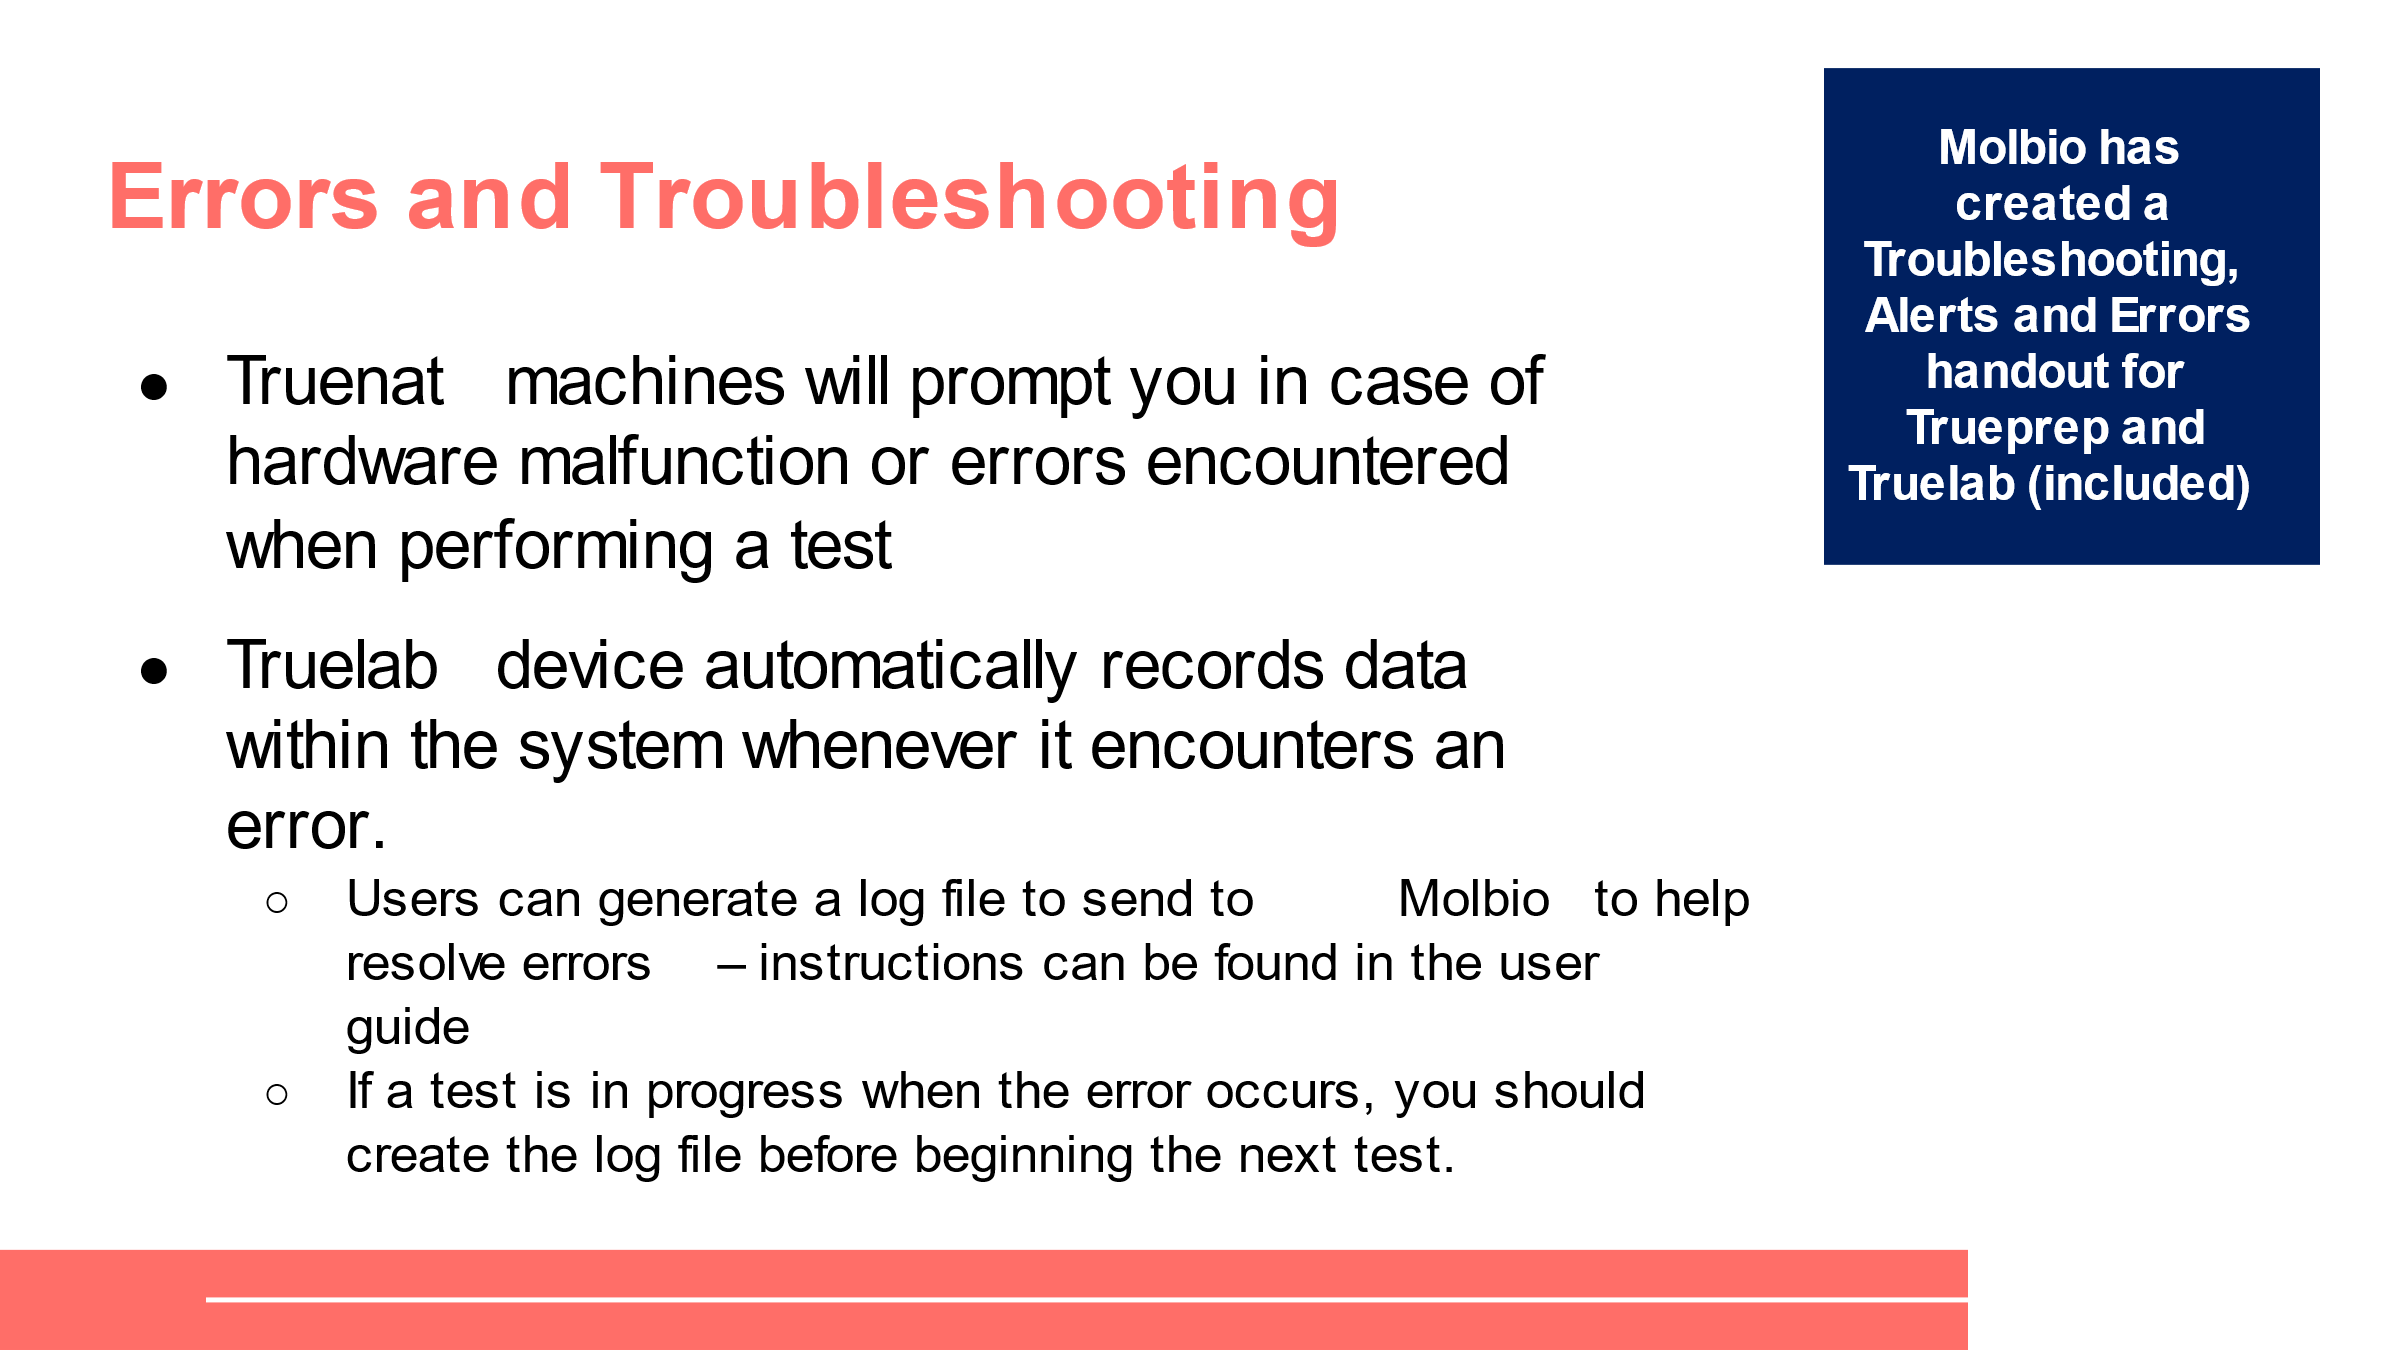 Errors and Troubleshooting
Molbio has
created a
Troubleshooting,
Alerts and Errors
handout for
Trueprep and
Truelab (included)
● Truenat machines will prompt you in case of
hardware malfunction or errors encountered
when performing a test
● Truelab device automatically records data
within the system whenever it encounters an
error.
○ Users can generate a log file to send to Molbio to help
resolve errors – instructions can be found in the user
guide
○ If a test is in progress when the error occurs, you should
create the log file before beginning the next test.